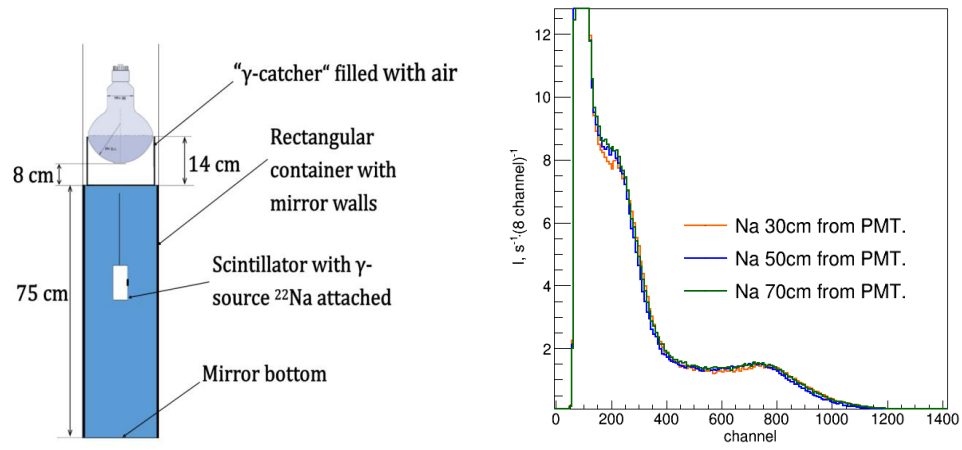 “γ-catcher“ filled with air
Rectangular
container with
mirror walls
8 cm
14 cm
75 cm
Scintillator with γ-
source ²²Na attached
Mirror bottom
12
10
8
6
4
2
I, s⁻¹·(8 channel)⁻¹
Na 30cm from PMT.
Na 50cm from PMT.
Na 70cm from PMT.
0 200 400 600 800 1000 1200 1400
channel